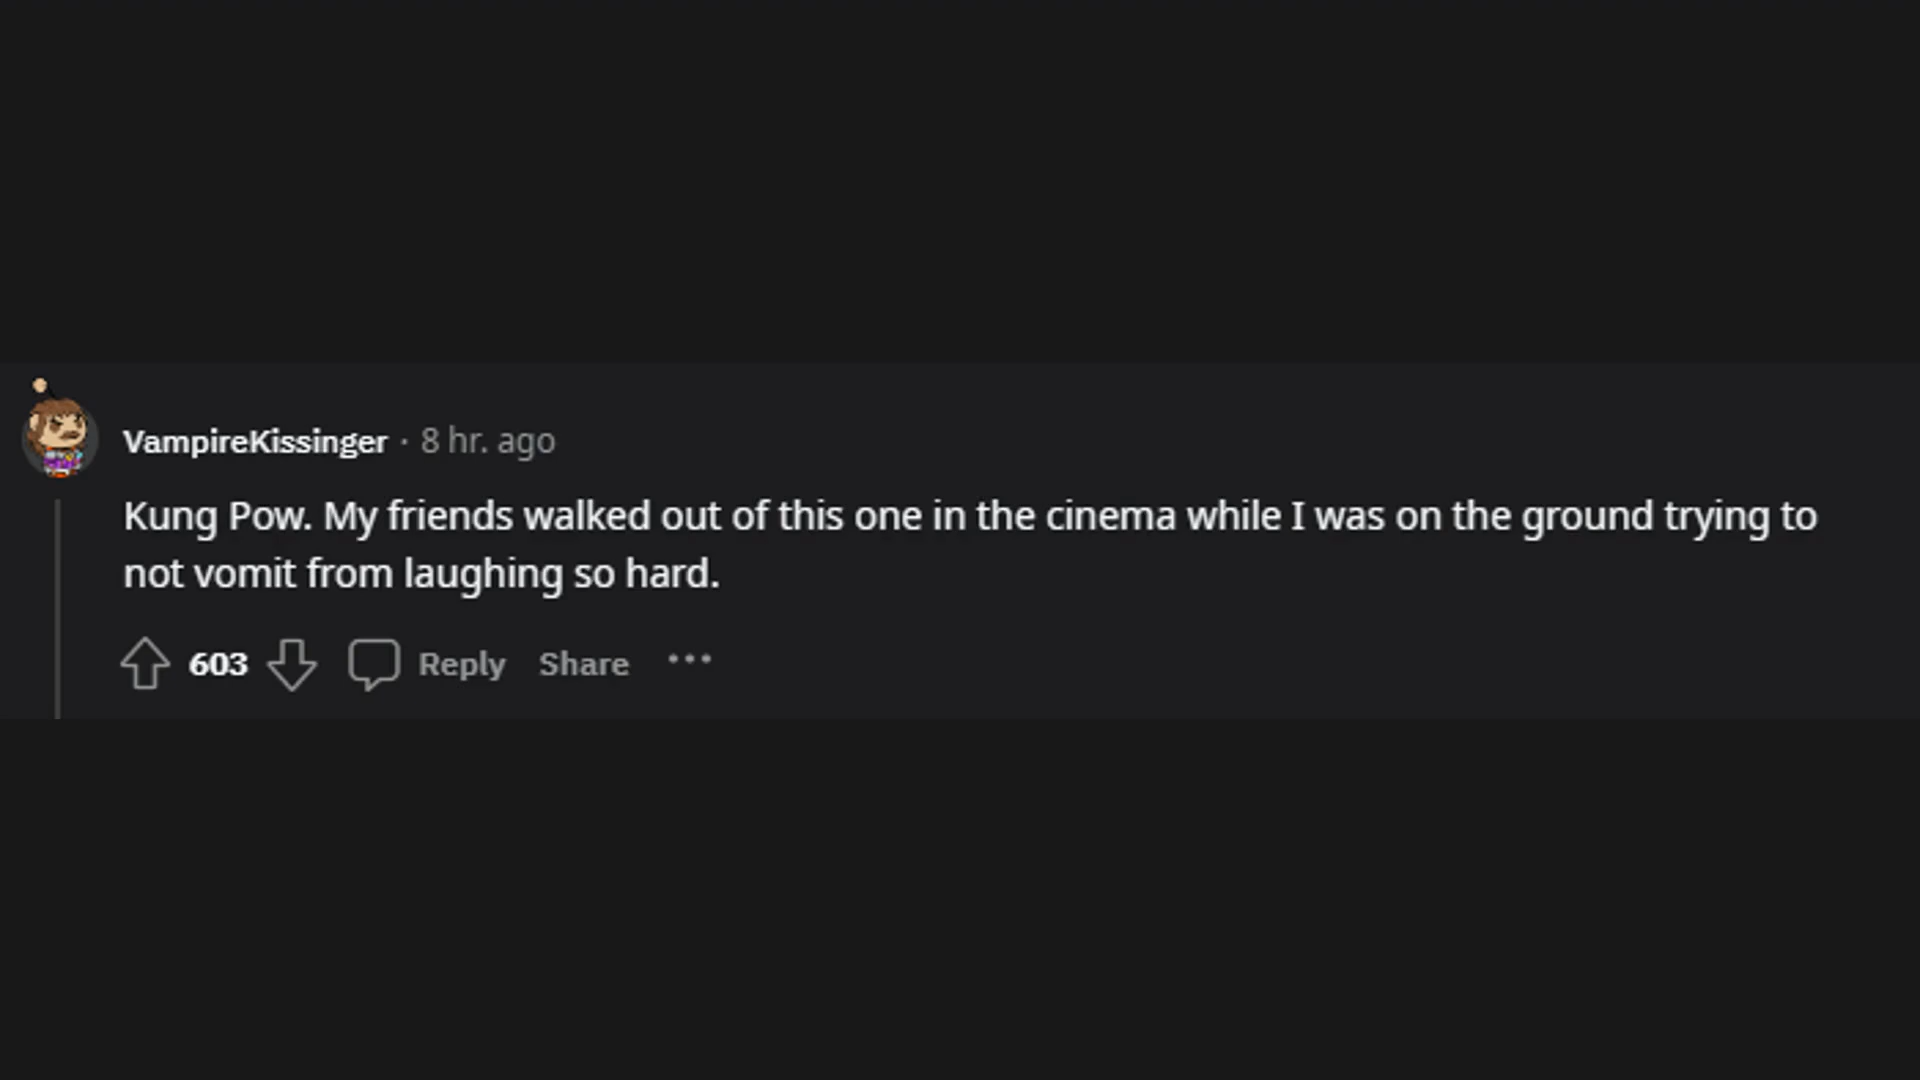 VampireKissinger · 8 hr. ago
Kung Pow. My friends walked out of this one in the cinema while I was on the ground trying to
not vomit from laughing so hard.
603 Reply Share ···